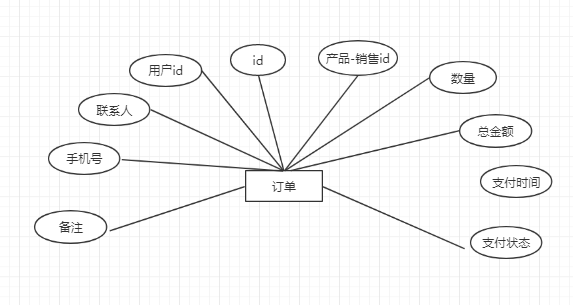 id
产品-销售id
用户id
数量
联系人
总金额
手机号
支付时间
订单
备注
支付状态